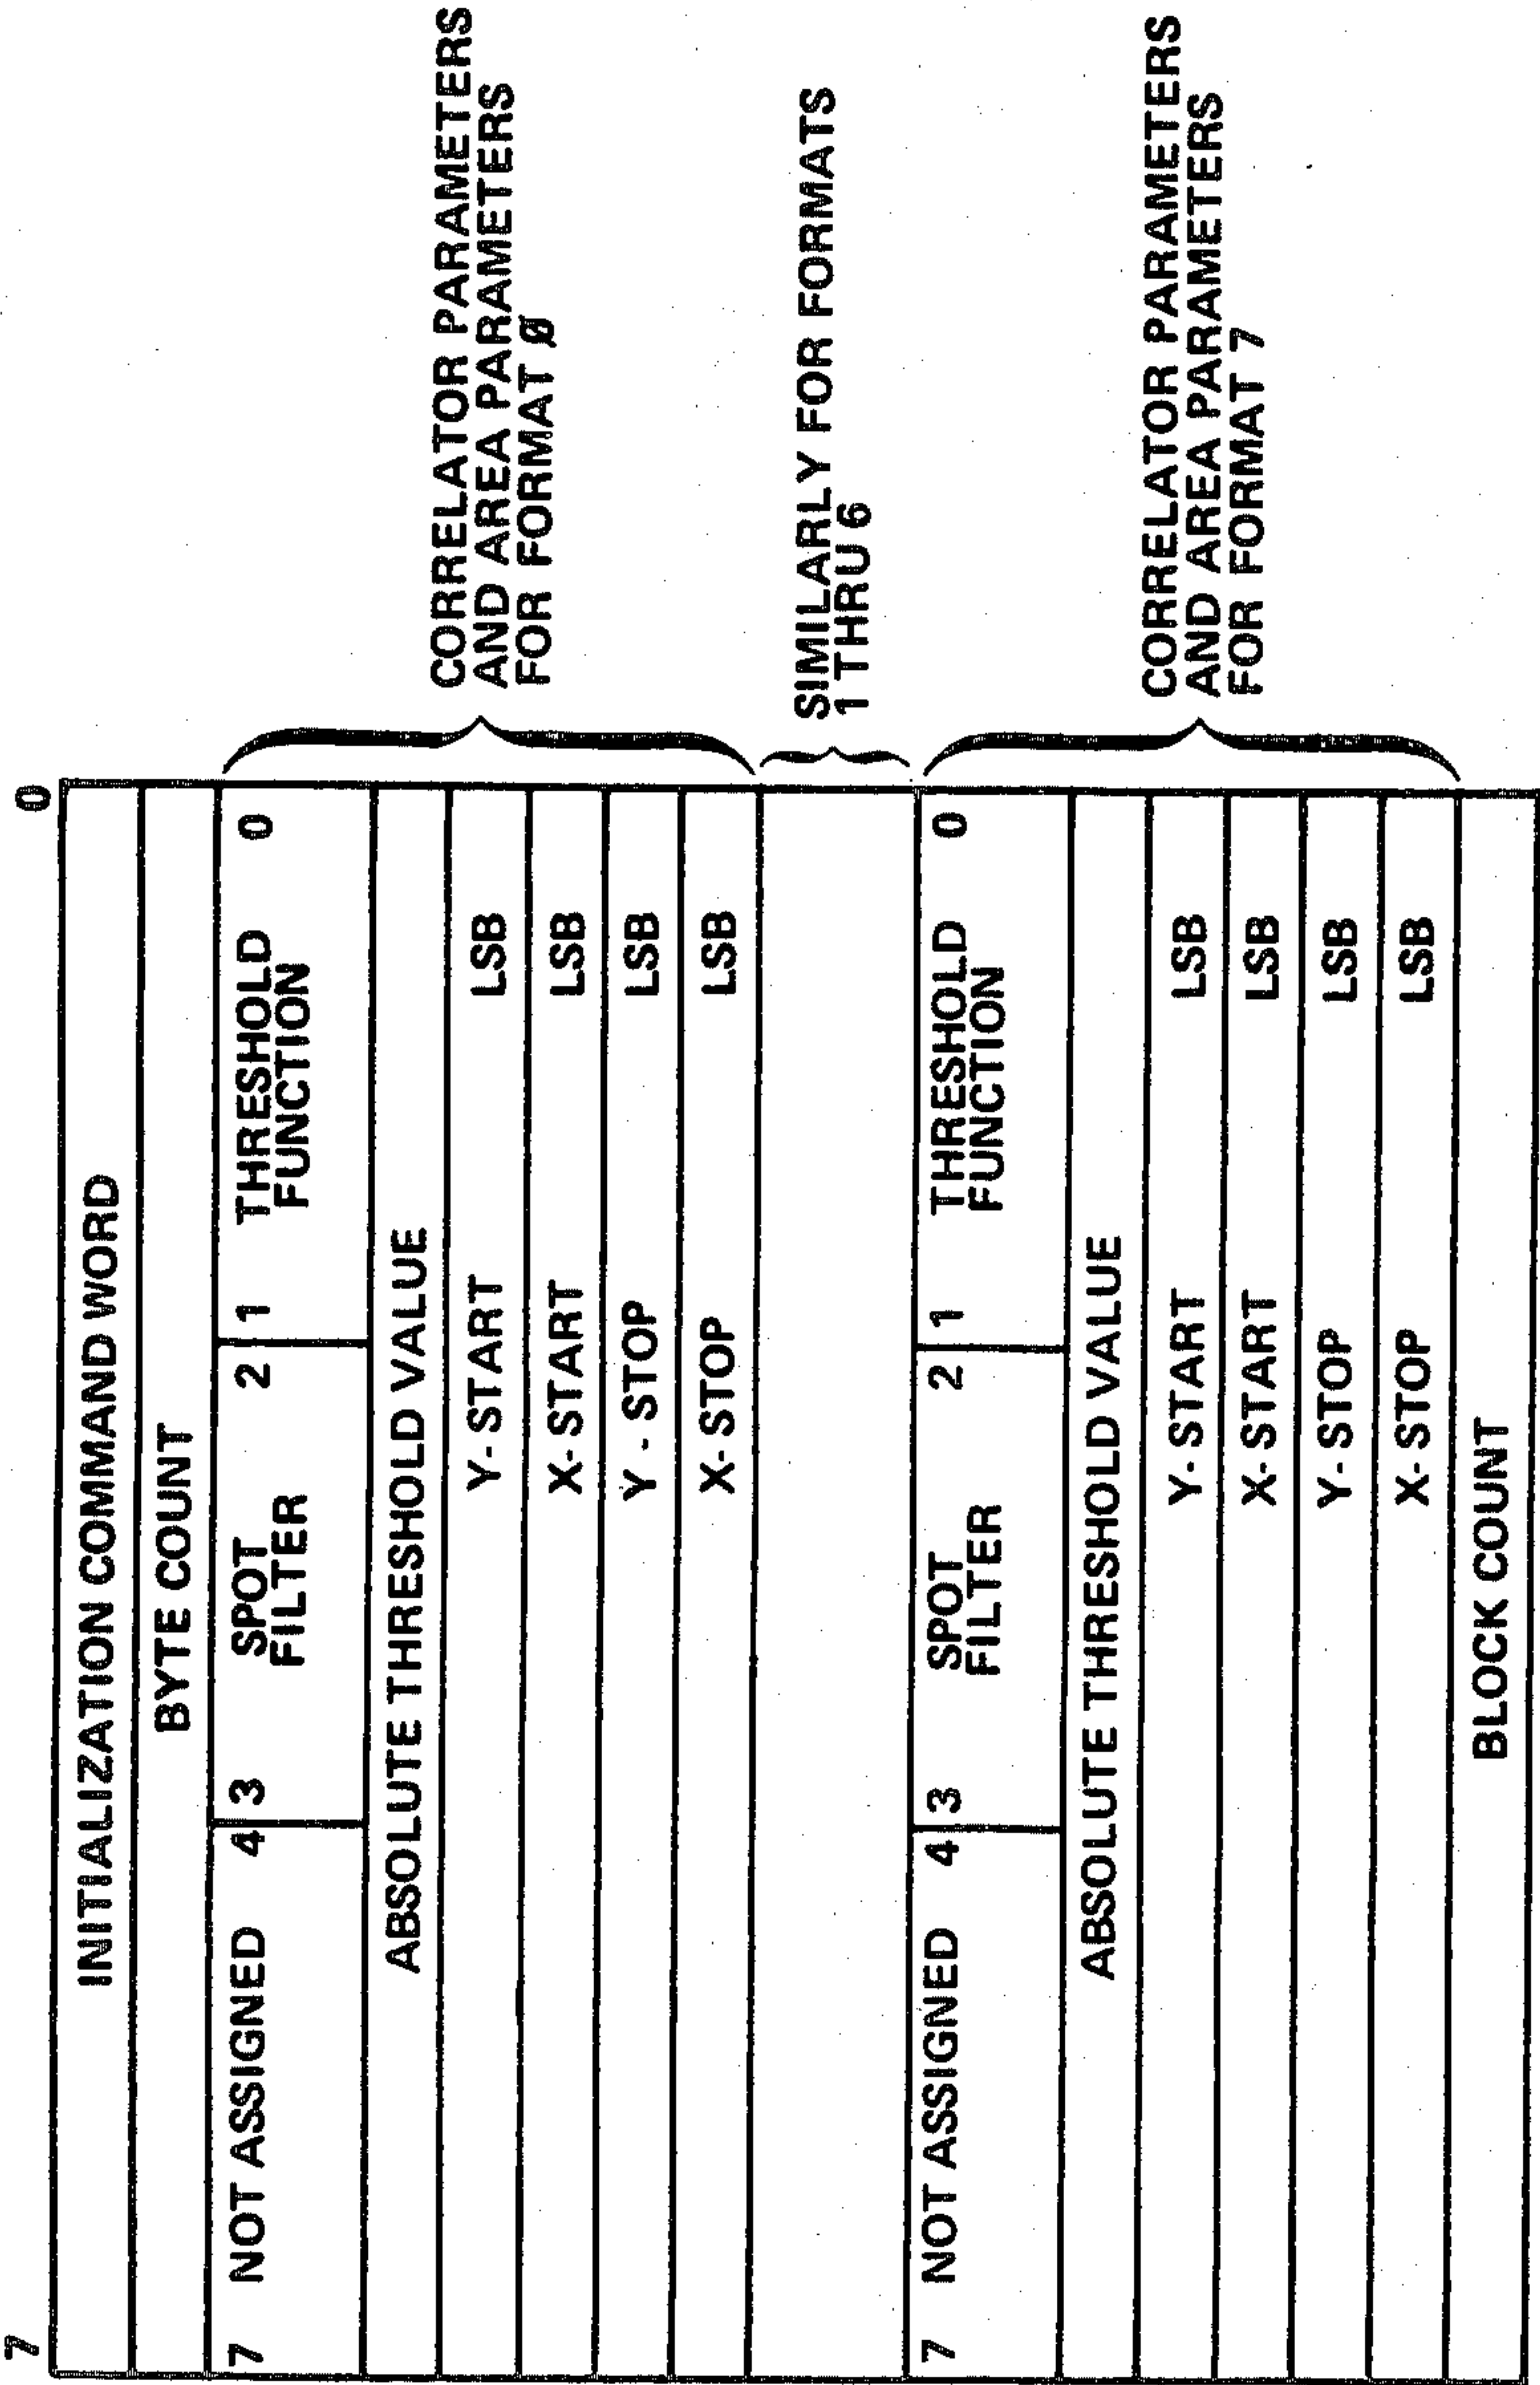 7 0
INITIALIZATION COMMAND WORD
BYTE COUNT
7 NOT ASSIGNED 4 3 SPOT 2 1 THRESHOLD 0
FILTER FUNCTION
ABSOLUTE THRESHOLD VALUE
Y-START LSB
X-START LSB
Y-STOP LSB
X-STOP LSB
CORRELATOR PARAMETERS
AND AREA PARAMETERS
FOR FORMAT Ø
SIMILARLY FOR FORMATS
1 THRU 6
7 NOT ASSIGNED 4 3 SPOT 2 1 THRESHOLD 0
FILTER FUNCTION
ABSOLUTE THRESHOLD VALUE
Y-START LSB
X-START LSB
Y-STOP LSB
X-STOP LSB
CORRELATOR PARAMETERS
AND AREA PARAMETERS
FOR FORMAT 7
BLOCK COUNT